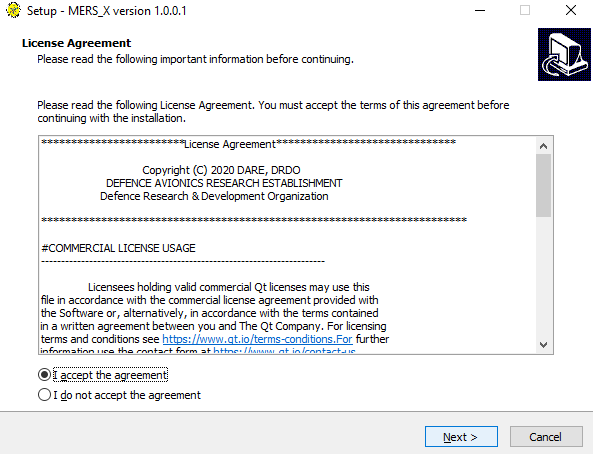 Setup - MERS_X version 1.0.0.1
License Agreement
Please read the following important information before continuing.
Please read the following License Agreement. You must accept the terms of this agreement before
continuing with the installation.
************************License Agreement******************************
Copyright (C) 2020 DARE, DRDO
DEFENCE AVIONICS RESEARCH ESTABLISHMENT
Defence Research & Development Organization
***********************************************************************
#COMMERCIAL LICENSE USAGE
-----------------------------------------------------------------------
Licensees holding valid commercial Qt licenses may use this
file in accordance with the commercial license agreement provided with
the Software or, alternatively, in accordance with the terms contained
in a written agreement between you and The Qt Company. For licensing
terms and conditions see https://www.qt.io/terms-conditions.For further
information use the contact form at https://www.qt.io/contact-us
I accept the agreement
I do not accept the agreement
Next >
Cancel